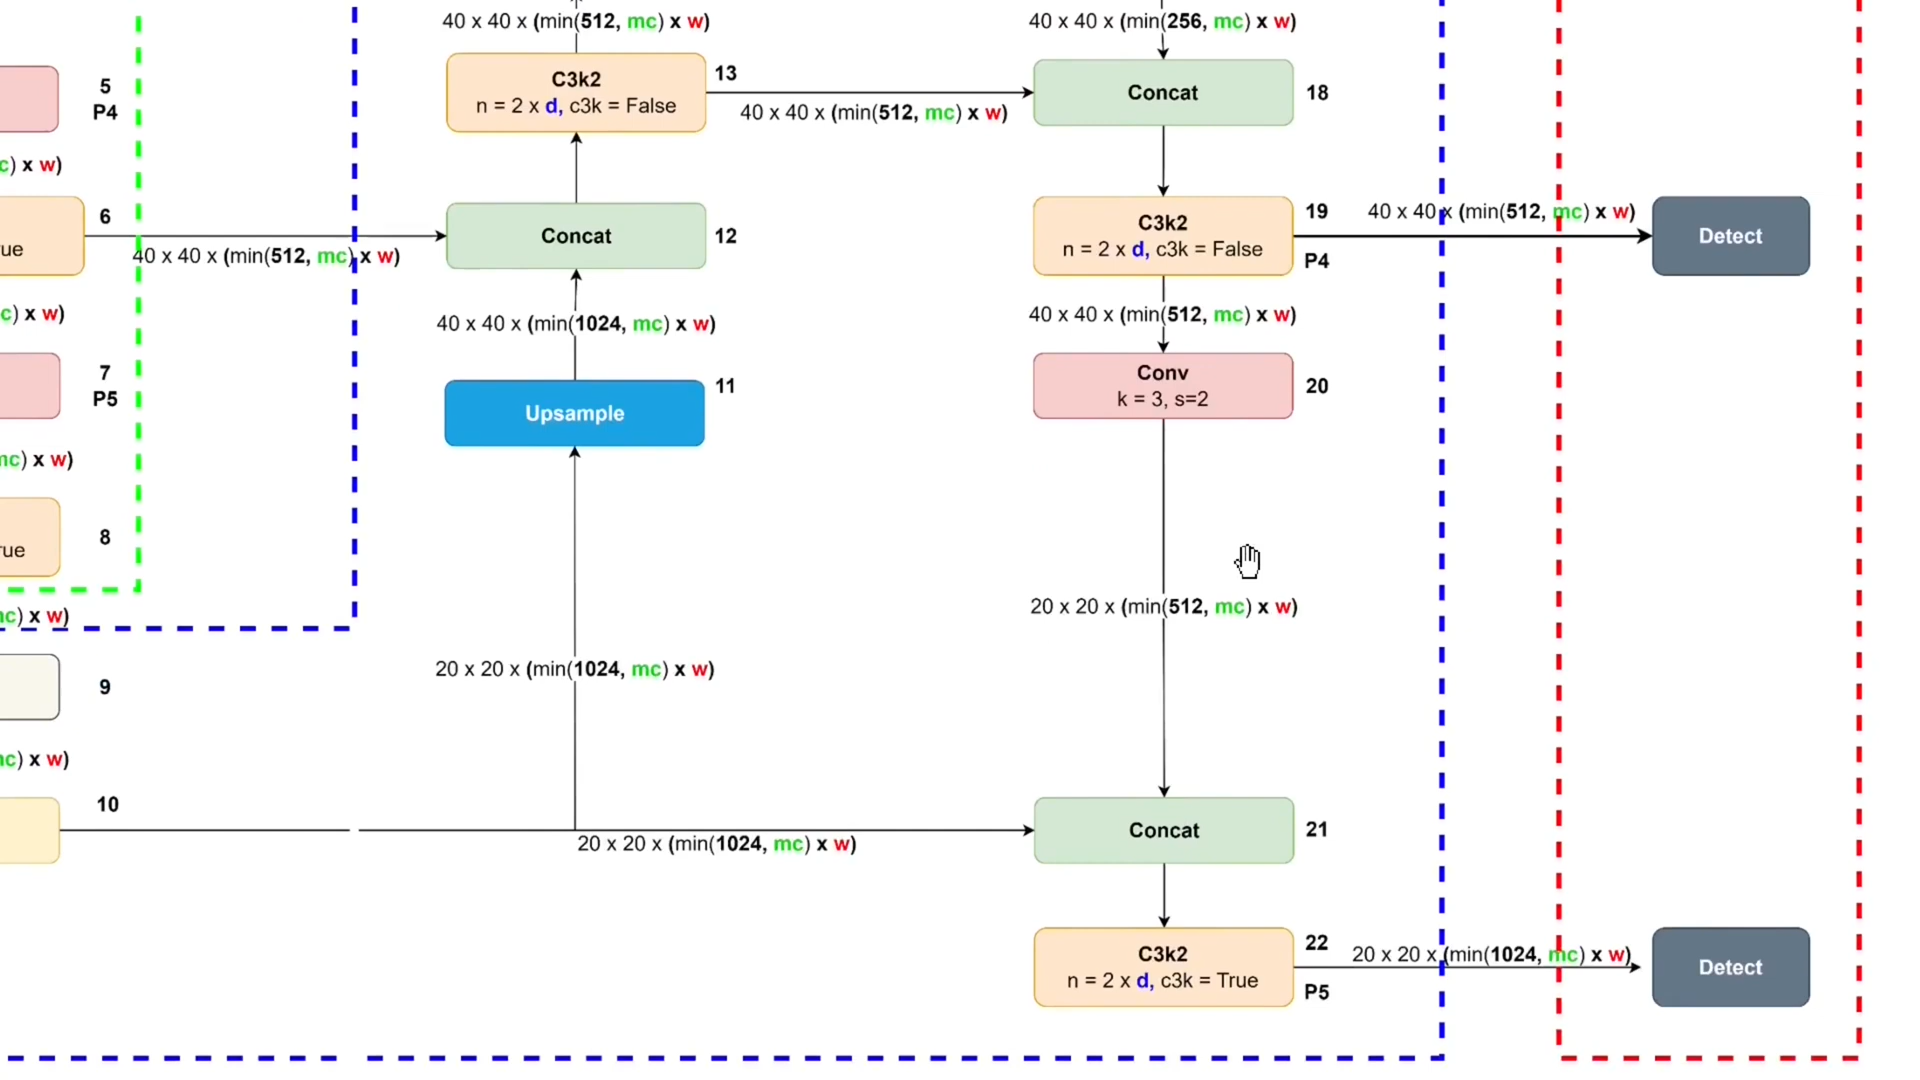 40 x 40 x (min(512, mc) x w)
40 x 40 x (min(256, mc) x w)
5
P4
C3k2
n = 2 x d, c3k = False
13
40 x 40 x (min(512, mc) x w)
Concat
18
c) x w)
6
ue
40 x 40 x (min(512, mc) x w)
Concat
12
C3k2
n = 2 x d, c3k = False
19
P4
40 x 40 x (min(512, mc) x w)
Detect
c) x w)
40 x 40 x (min(1024, mc) x w)
40 x 40 x (min(512, mc) x w)
7
P5
Upsample
11
Conv
k = 3, s=2
20
nc) x w)
8
rue
nc) x w)
20 x 20 x (min(512, mc) x w)
20 x 20 x (min(1024, mc) x w)
9
c) x w)
10
20 x 20 x (min(1024, mc) x w)
Concat
21
C3k2
n = 2 x d, c3k = True
22
P5
20 x 20 x (min(1024, mc) x w)
Detect